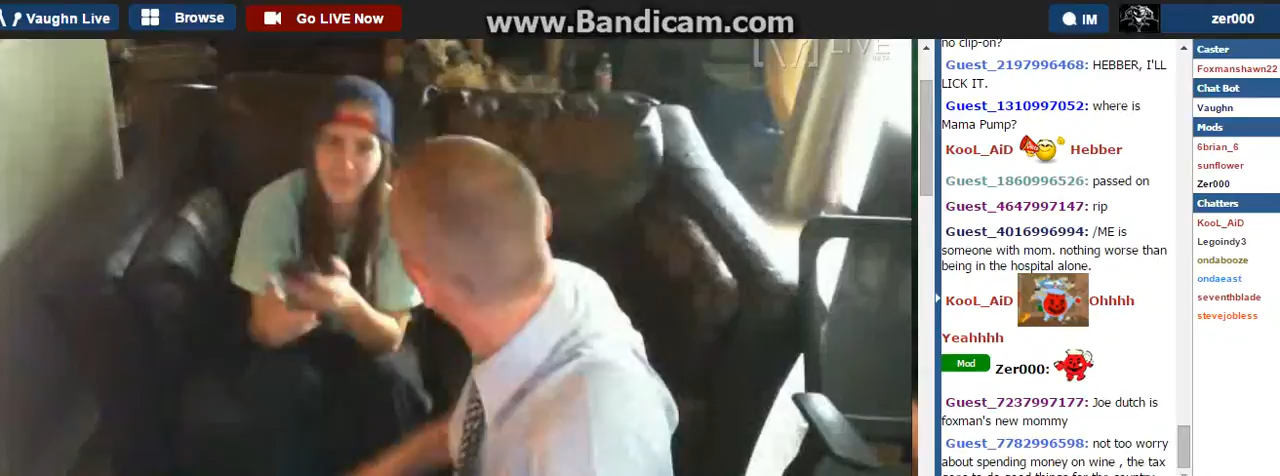 Vaughn Live
Browse
Go LIVE Now
www.Bandicam.com
IM
zer000
[V] LIVE
BETA
no clip-on?
Guest_2197996468: HEBBER, I'LL
LICK IT.
Guest_1310997052: where is
Mama Pump?
KooL_AiD Hebber
Guest_1860996526: passed on
Guest_4647997147: rip
Guest_4016996994: /ME is
someone with mom. nothing worse than
being in the hospital alone.
KooL_AiD Ohhhh
Yeahhhh
Mod Zer000:
Guest_7237997177: Joe dutch is
foxman's new mommy
Guest_7782996598: not too worry
about spending money on wine , the tax
Caster
Foxmanshawn22
Chat Bot
Vaughn
Mods
6brian_6
sunflower
Zer000
Chatters
KooL_AiD
Legoindy3
ondabooze
ondaeast
seventhblade
stevejobless